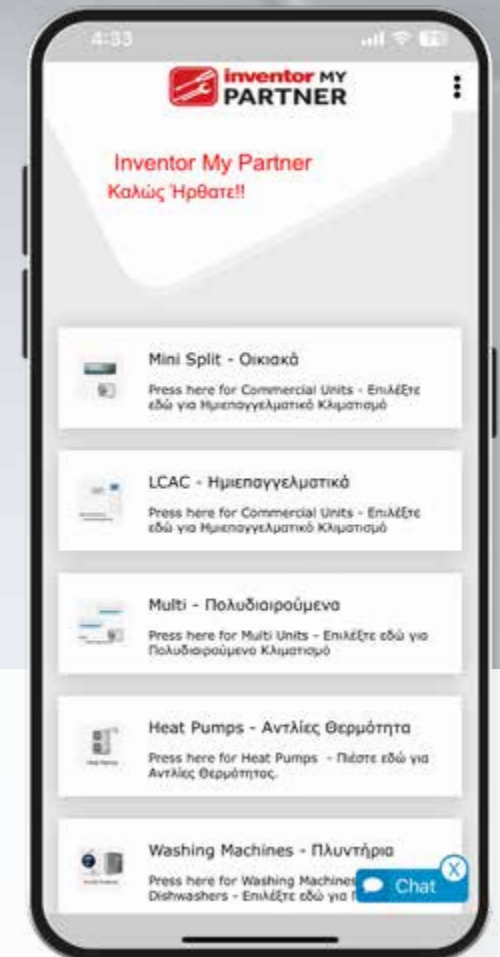 4:33
inventor MY
PARTNER
Inventor My Partner
Καλώς Ήρθατε!!
Mini Split - Οικιακά
Press here for Commercial Units - Επιλέξτε
εδώ για Ημιεπαγγελματικό Κλιματισμό
LCAC - Ημιεπαγγελματικά
Press here for Commercial Units - Επιλέξτε
εδώ για Ημιεπαγγελματικό Κλιματισμό
Multi - Πολυδιαιρούμενα
Press here for Multi Units - Επιλέξτε εδώ για
Πολυδιαιρούμενο Κλιματισμό
Heat Pumps - Αντλίες Θερμότητα
Press here for Heat Pumps - Πιέστε εδώ για
Αντλίες Θερμότητας.
Washing Machines - Πλυντήρια
Press here for Washing Machines
Dishwashers - Επιλέξτε εδώ για
Chat
X